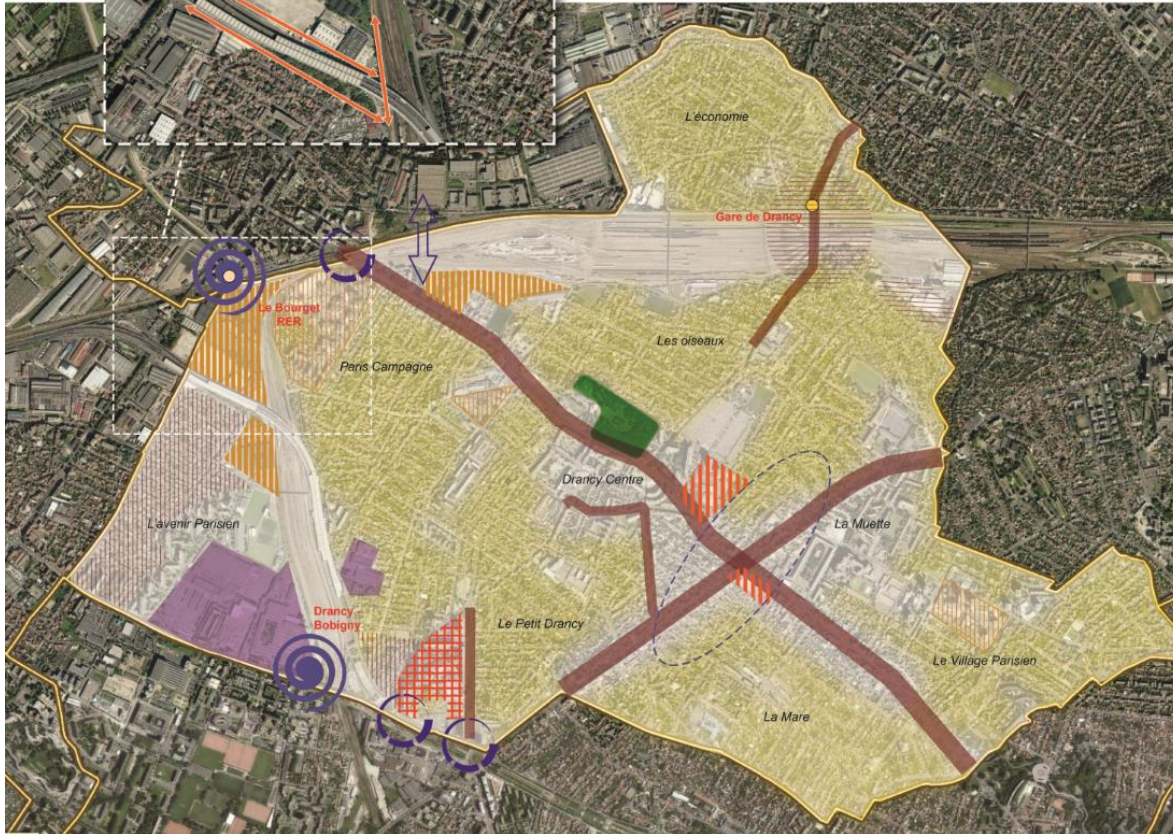 L'économie
Gare de Drancy
Le Bourget
RER
Les oiseaux
Paris Campagne
Drancy Centre
La Muette
L'avenir Parisien
Drancy -
Bobigny
Le Petit Drancy
Le Village Parisien
La Mare